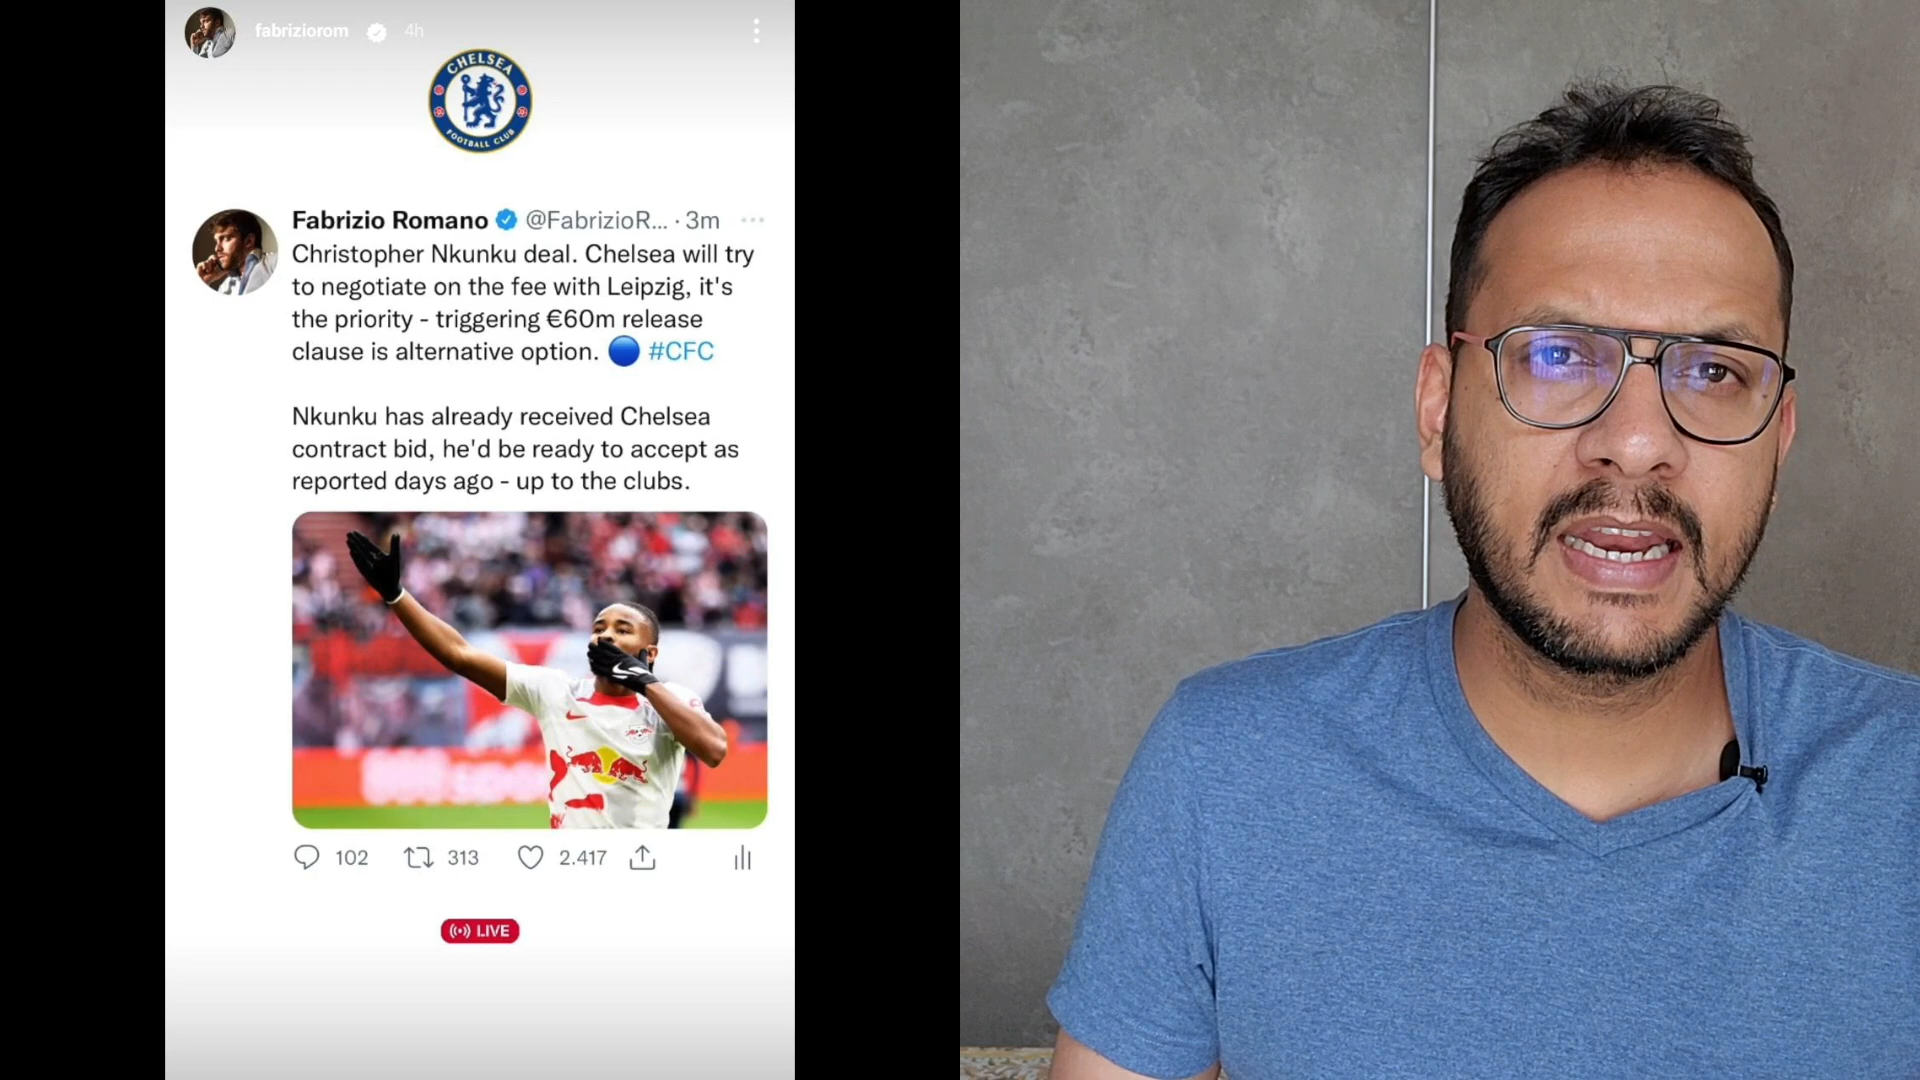 fabriziorom 4h
CHELSEA
FOOTBALL CLUB
Fabrizio Romano @FabrizioR... · 3m
Christopher Nkunku deal. Chelsea will try
to negotiate on the fee with Leipzig, it's
the priority - triggering €60m release
clause is alternative option. 🔵 #CFC
Nkunku has already received Chelsea
contract bid, he'd be ready to accept as
reported days ago - up to the clubs.
102 313 2.417
LIVE